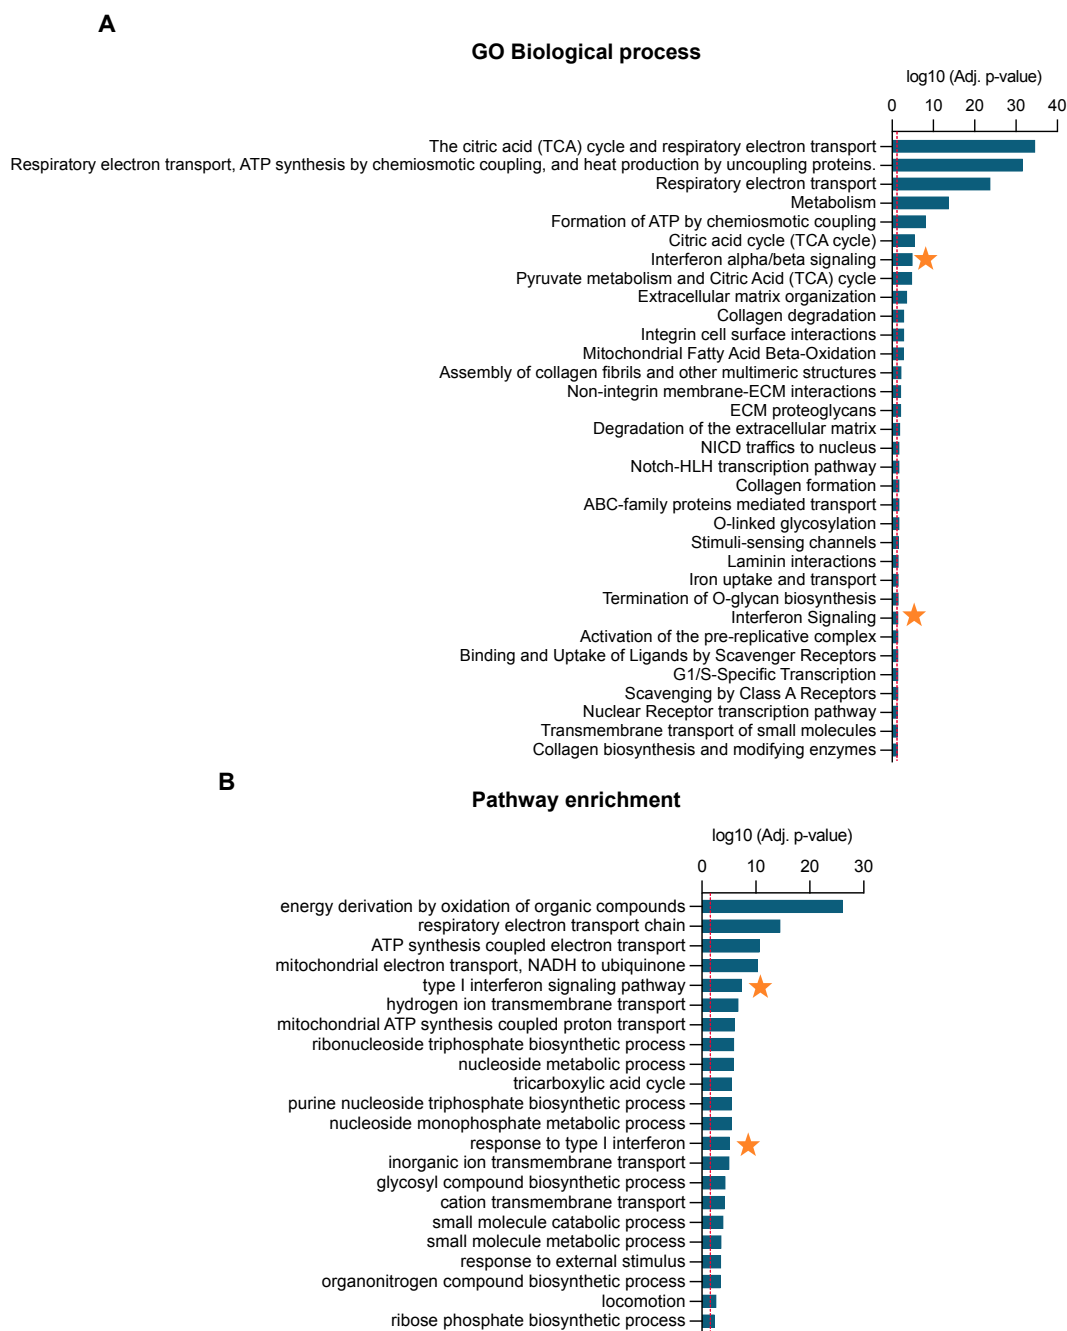 A
GO Biological process
log10 (Adj. p-value)
0 10 20 30 40
The citric acid (TCA) cycle and respiratory electron transport
Respiratory electron transport, ATP synthesis by chemiosmotic coupling, and heat production by uncoupling proteins.
Respiratory electron transport
Metabolism
Formation of ATP by chemiosmotic coupling
Citric acid cycle (TCA cycle)
Interferon alpha/beta signaling
Pyruvate metabolism and Citric Acid (TCA) cycle
Extracellular matrix organization
Collagen degradation
Integrin cell surface interactions
Mitochondrial Fatty Acid Beta-Oxidation
Assembly of collagen fibrils and other multimeric structures
Non-integrin membrane-ECM interactions
ECM proteoglycans
Degradation of the extracellular matrix
NICD traffics to nucleus
Notch-HLH transcription pathway
Collagen formation
ABC-family proteins mediated transport
O-linked glycosylation
Stimuli-sensing channels
Laminin interactions
Iron uptake and transport
Termination of O-glycan biosynthesis
Interferon Signaling
Activation of the pre-replicative complex
Binding and Uptake of Ligands by Scavenger Receptors
G1/S-Specific Transcription
Scavenging by Class A Receptors
Nuclear Receptor transcription pathway
Transmembrane transport of small molecules
Collagen biosynthesis and modifying enzymes
B
Pathway enrichment
log10 (Adj. p-value)
0 10 20 30
energy derivation by oxidation of organic compounds
respiratory electron transport chain
ATP synthesis coupled electron transport
mitochondrial electron transport, NADH to ubiquinone
type I interferon signaling pathway
hydrogen ion transmembrane transport
mitochondrial ATP synthesis coupled proton transport
ribonucleoside triphosphate biosynthetic process
nucleoside metabolic process
tricarboxylic acid cycle
purine nucleoside triphosphate biosynthetic process
nucleoside monophosphate metabolic process
response to type I interferon
inorganic ion transmembrane transport
glycosyl compound biosynthetic process
cation transmembrane transport
small molecule catabolic process
small molecule metabolic process
response to external stimulus
organonitrogen compound biosynthetic process
locomotion
ribose phosphate biosynthetic process